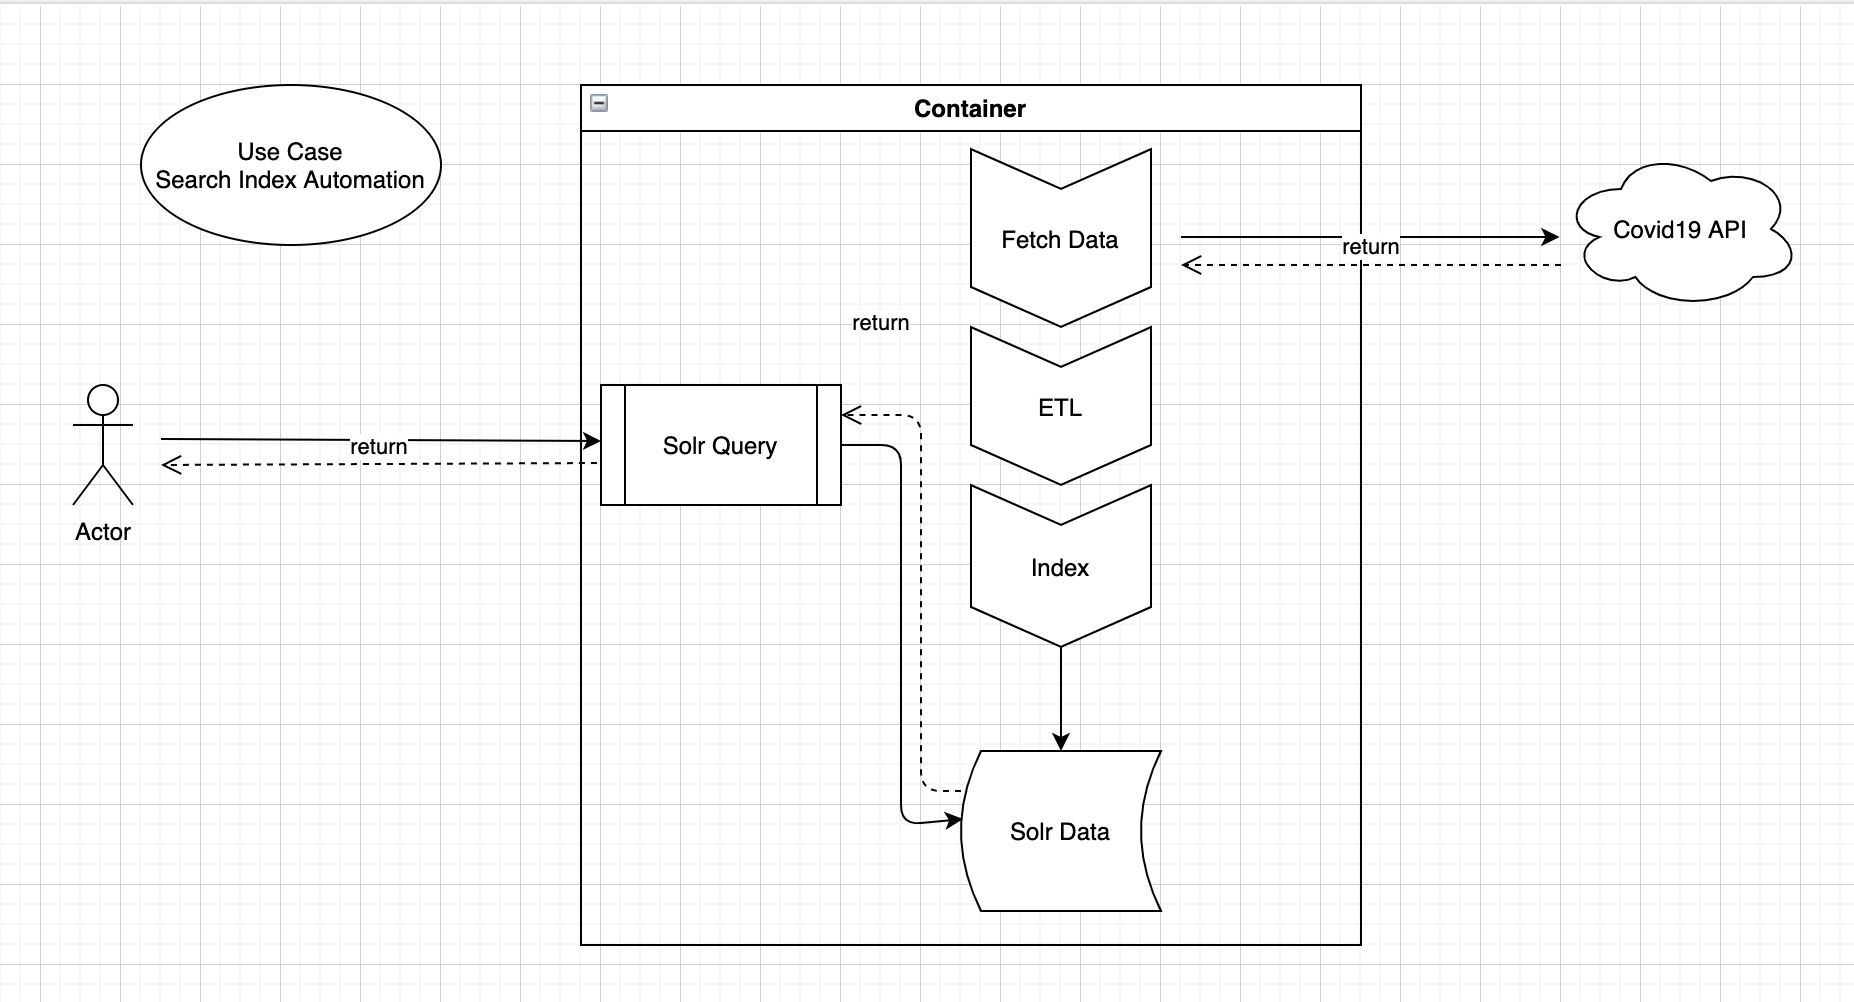 Container
Use Case
Search Index Automation
Fetch Data
return
Covid19 API
return
ETL
return
Solr Query
Actor
Index
Solr Data